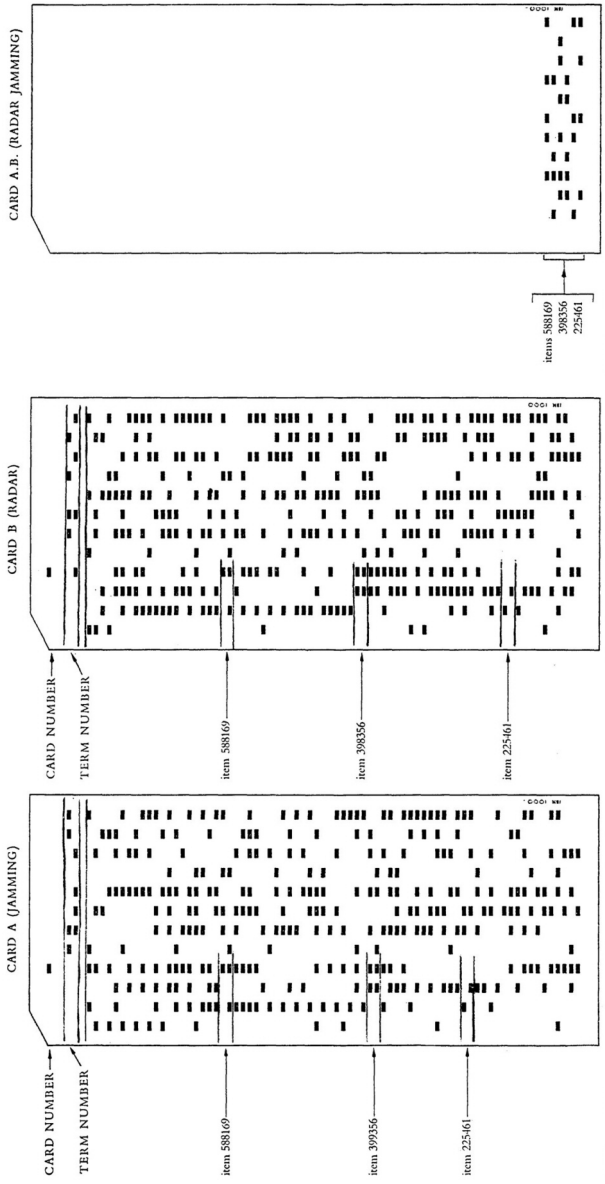 CARD A (JAMMING)
CARD NUMBER
TERM NUMBER
item 588169
item 399356
item 225461
CARD B (RADAR)
CARD NUMBER
TERM NUMBER
item 588169
item 398356
item 225461
CARD A.B. (RADAR JAMMING)
items 588169
398356
225461